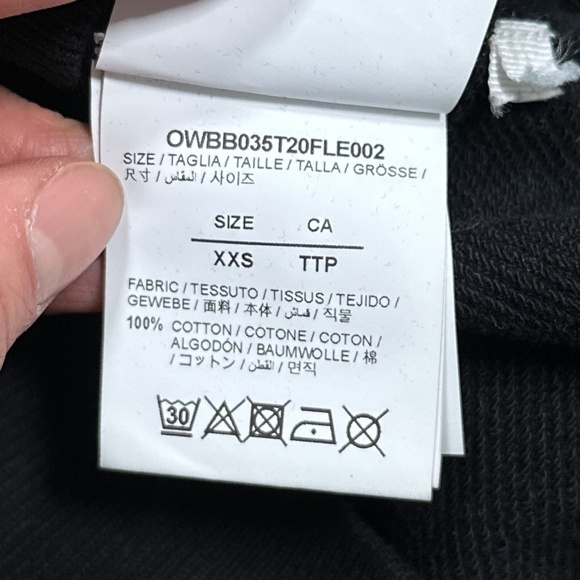 OWBB035T20FLE002
SIZE / TAGLIA / TAILLE / TALLA / GRÖSSE /
尺寸 / المقاس / 사이즈
SIZE CA
XXS TTP
FABRIC / TESSUTO / TISSUS / TEJIDO /
GEWEBE / 面料 / 本体 / قماش / 직물
100% COTTON / COTONE / COTON /
ALGODÓN / BAUMWOLLE / 棉
/ コットン / القطن / 면직
30